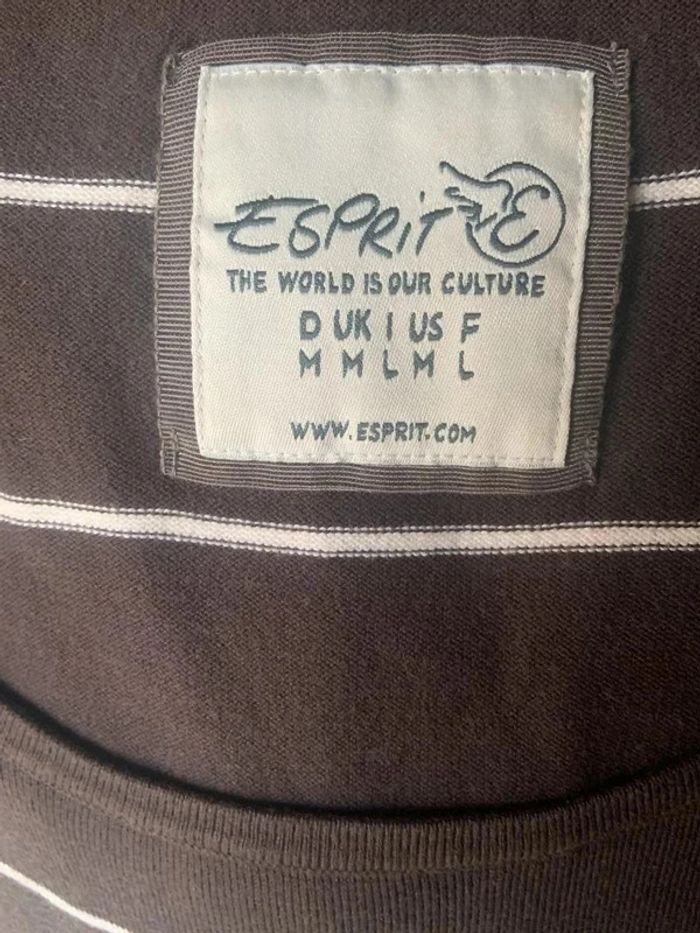 ESPRIT E
THE WORLD IS OUR CULTURE
D UK I US F
M M L M L
WWW.ESPRIT.COM